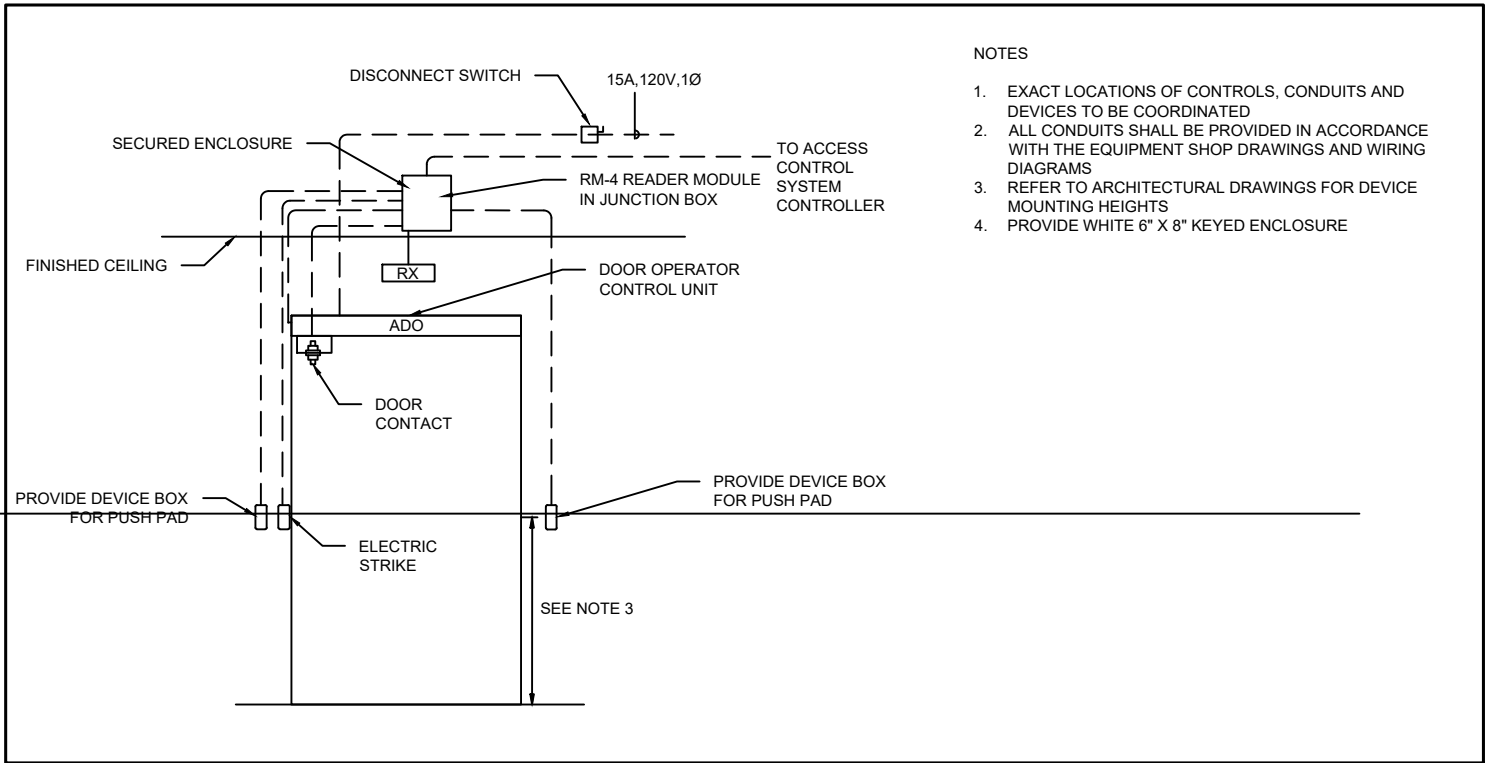 DISCONNECT SWITCH
15A,120V,1Ø
SECURED ENCLOSURE
TO ACCESS
CONTROL
SYSTEM
CONTROLLER
RM-4 READER MODULE
IN JUNCTION BOX
FINISHED CEILING
RX
DOOR OPERATOR
CONTROL UNIT
ADO
DOOR
CONTACT
PROVIDE DEVICE BOX
FOR PUSH PAD
PROVIDE DEVICE BOX
FOR PUSH PAD
ELECTRIC
STRIKE
SEE NOTE 3
NOTES
1. EXACT LOCATIONS OF CONTROLS, CONDUITS AND
DEVICES TO BE COORDINATED
2. ALL CONDUITS SHALL BE PROVIDED IN ACCORDANCE
WITH THE EQUIPMENT SHOP DRAWINGS AND WIRING
DIAGRAMS
3. REFER TO ARCHITECTURAL DRAWINGS FOR DEVICE
MOUNTING HEIGHTS
4. PROVIDE WHITE 6" X 8" KEYED ENCLOSURE